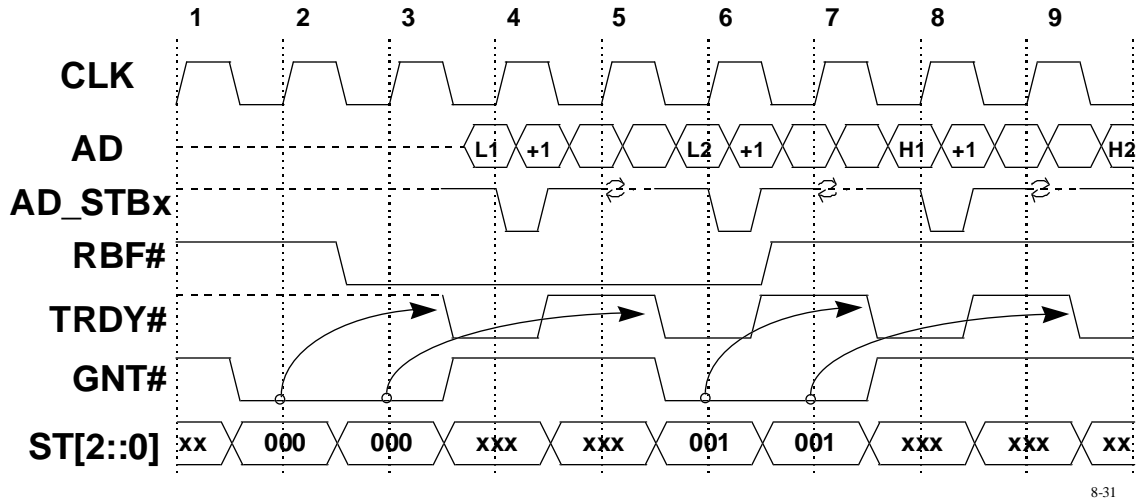 1 2 3 4 5 6 7 8 9
CLK
AD L1 +1 L2 +1 H1 +1 H2
AD_STBx
RBF#
TRDY#
GNT#
ST[2::0] xx 000 000 xxx xxx 001 001 xxx xxx xx
8-31